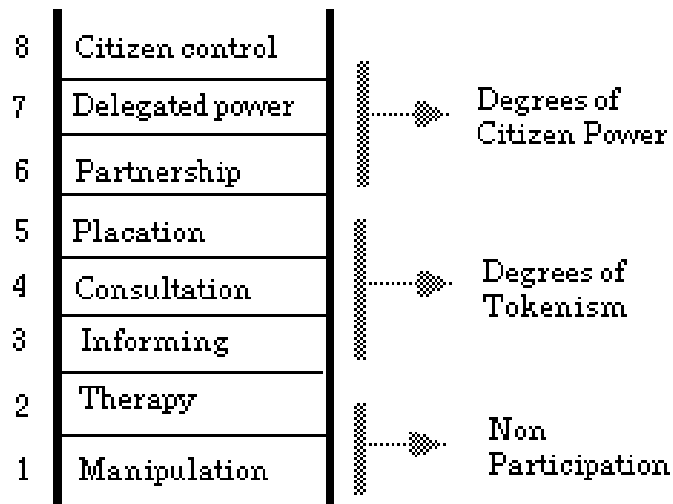 8 Citizen control
7 Delegated power
6 Partnership
5 Placation
4 Consultation
3 Informing
2 Therapy
1 Manipulation
Degrees of
Citizen Power
Degrees of
Tokenism
Non
Participation